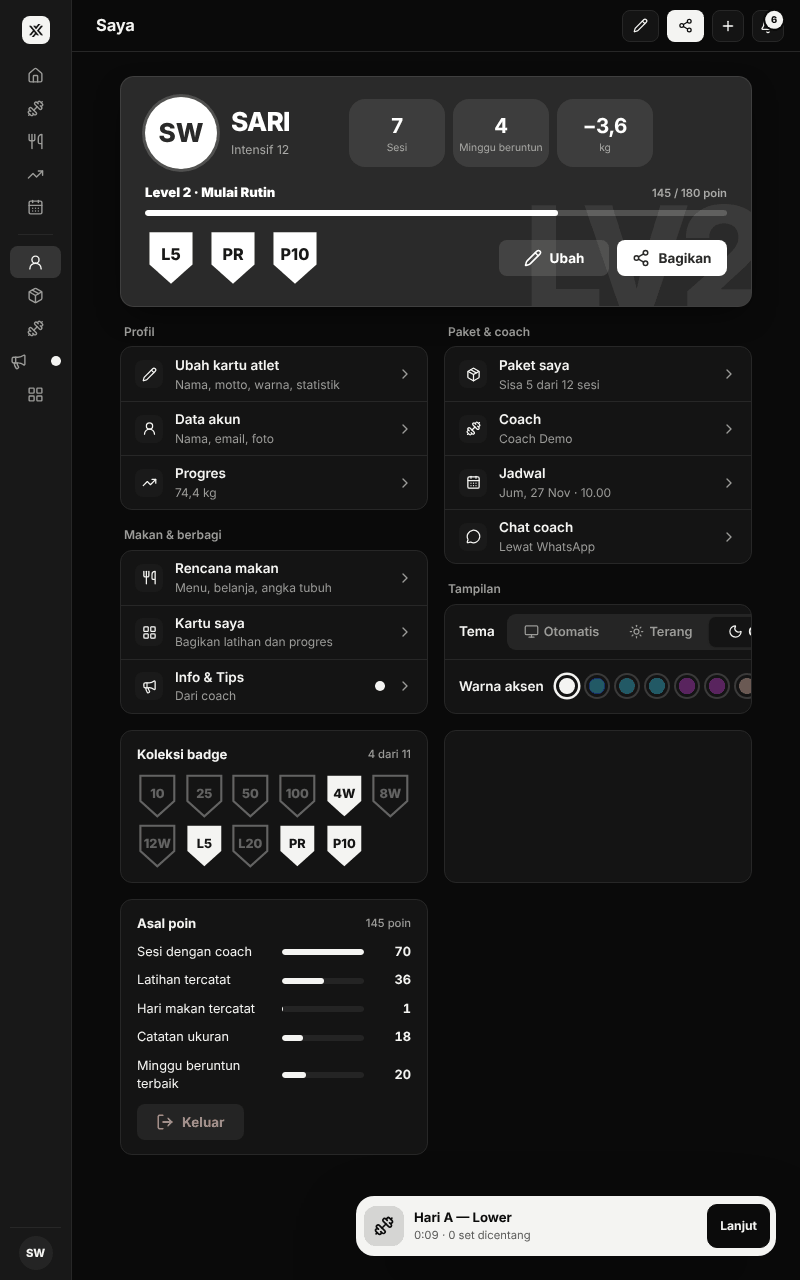 Saya
6
SW
SARI
Intensif 12
7
Sesi
4
Minggu beruntun
−3,6
kg
Level 2 · Mulai Rutin
145 / 180 poin
LV2
L5
PR
P10
Ubah
Bagikan
Profil
Ubah kartu atlet
Nama, motto, warna, statistik
Data akun
Nama, email, foto
Progres
74,4 kg
Paket & coach
Paket saya
Sisa 5 dari 12 sesi
Coach
Coach Demo
Jadwal
Jum, 27 Nov · 10.00
Chat coach
Lewat WhatsApp
Makan & berbagi
Rencana makan
Menu, belanja, angka tubuh
Kartu saya
Bagikan latihan dan progres
Info & Tips
Dari coach
Tampilan
Tema
Otomatis
Terang
Warna aksen
Koleksi badge
4 dari 11
10
25
50
100
4W
8W
12W
L5
L20
PR
P10
Asal poin
145 poin
Sesi dengan coach
70
Latihan tercatat
36
Hari makan tercatat
1
Catatan ukuran
18
Minggu beruntun
terbaik
20
Keluar
Hari A — Lower
0:09 · 0 set dicentang
Lanjut
SW